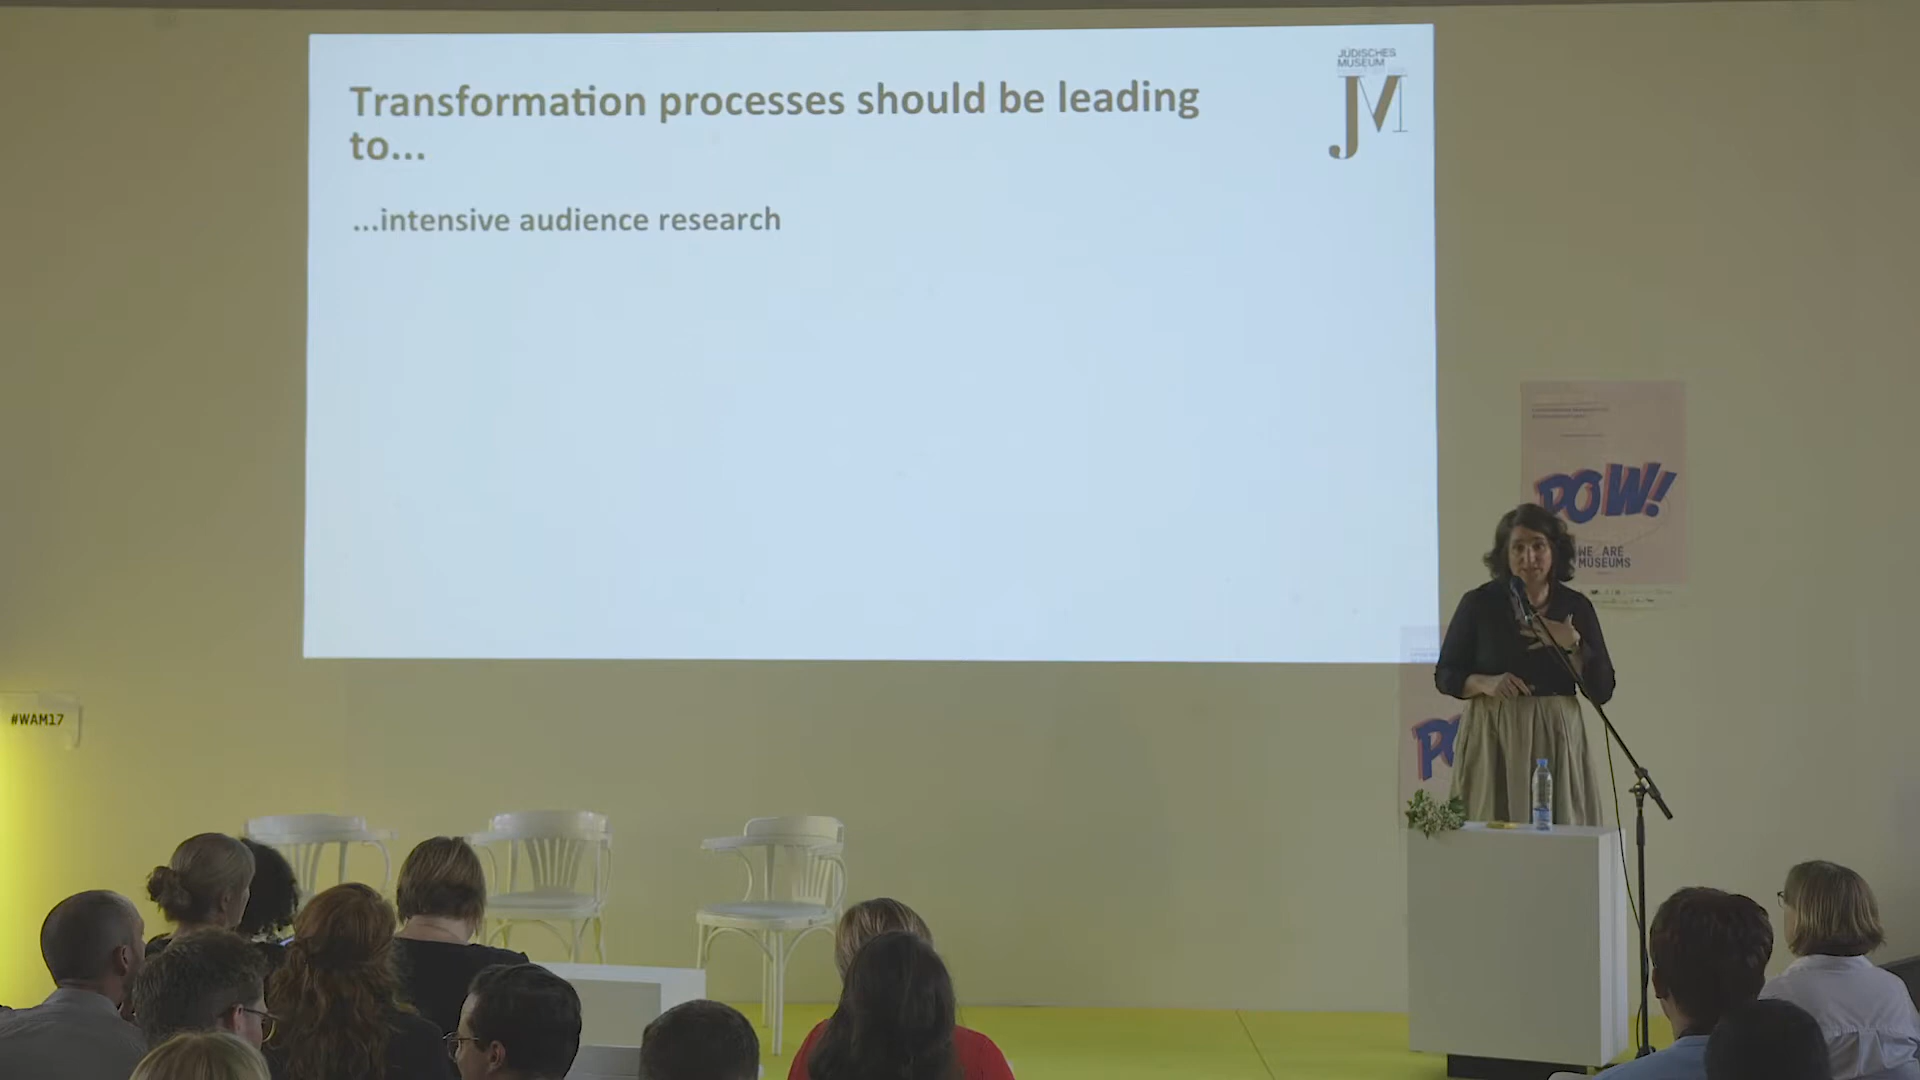 Transformation processes should be leading
to...
...intensive audience research
JÜDISCHES
MUSEUM
JM
POW!
WE ARE
MUSEUMS
#WAM17